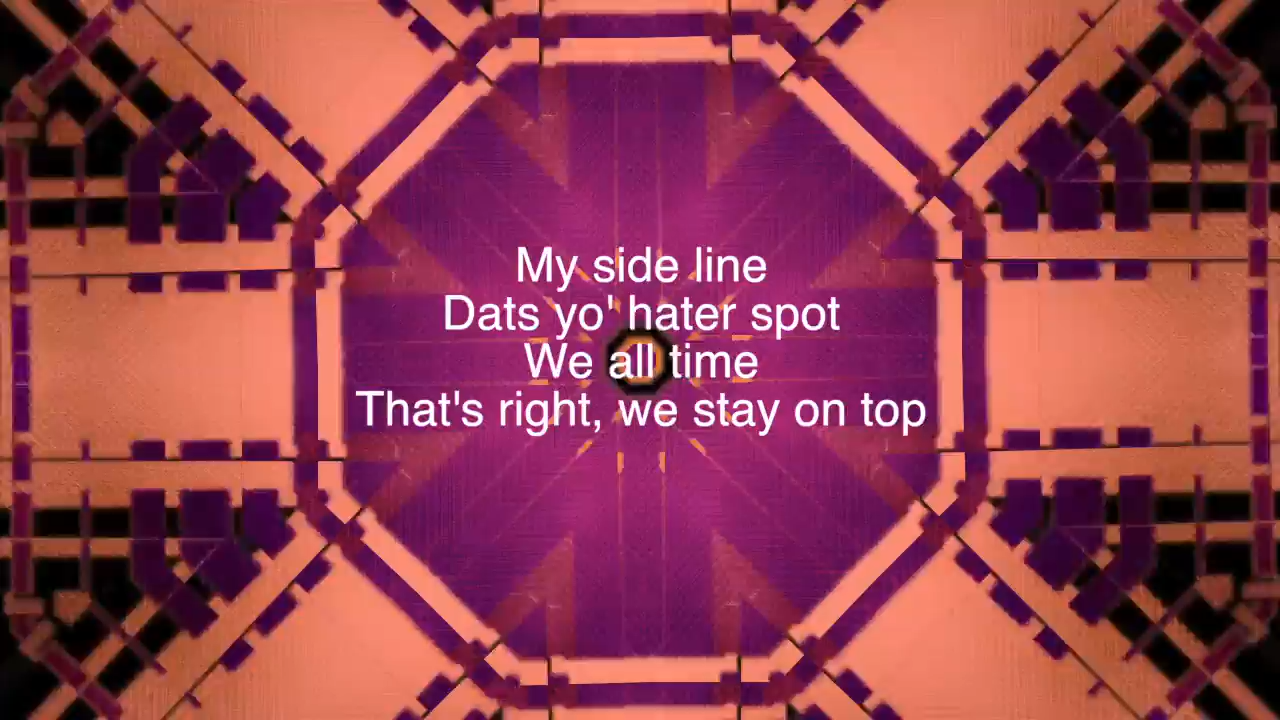 My side line
Dats yo' hater spot
We all time
That's right, we stay on top